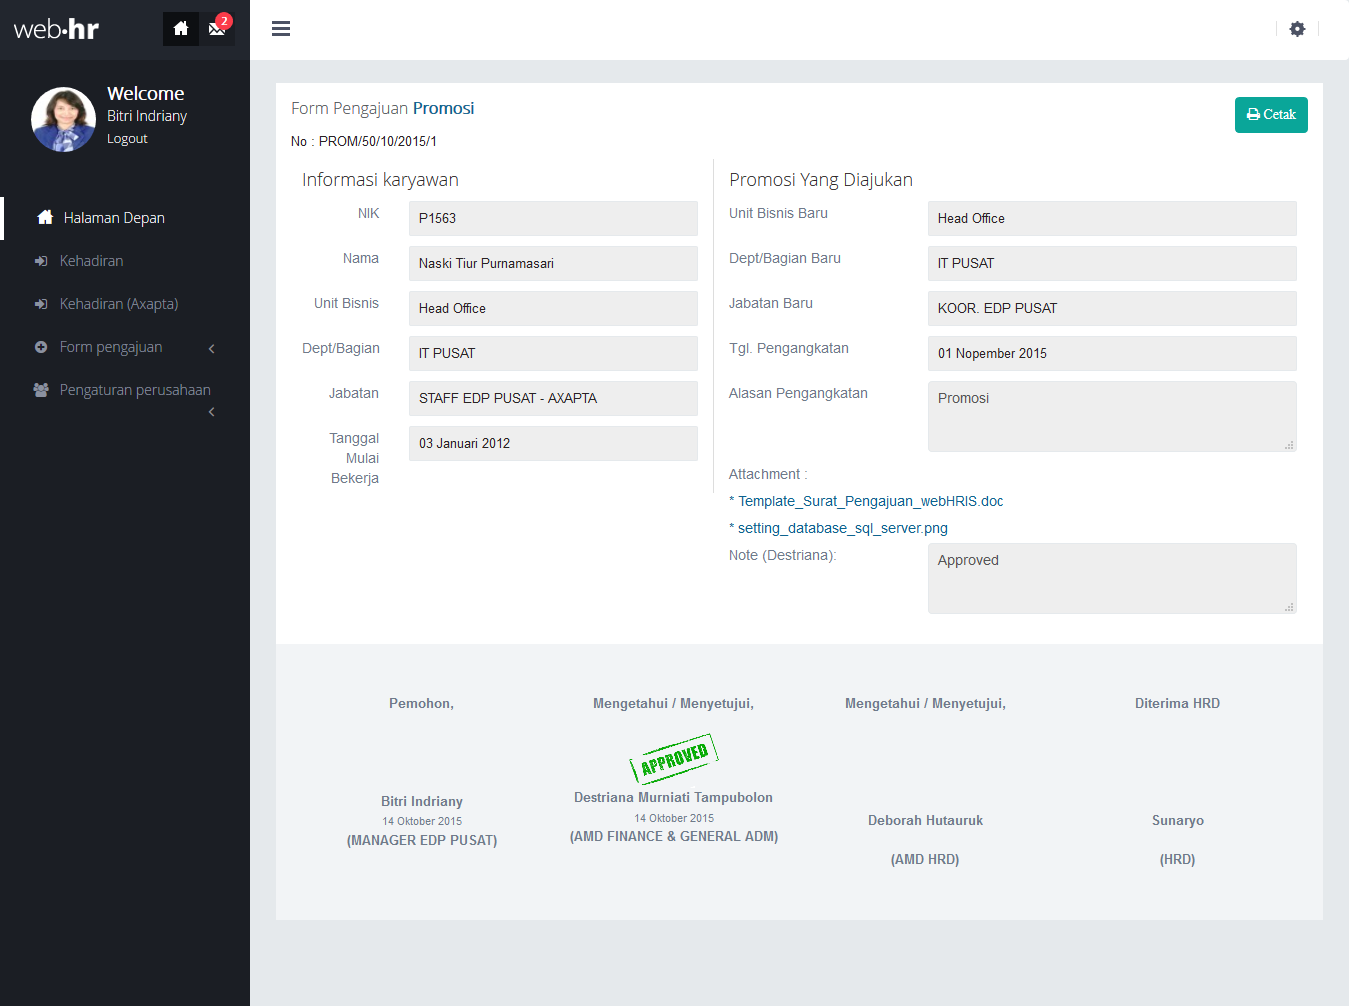 web·hr
2
Welcome
Bitri Indriany
Logout
Halaman Depan
Kehadiran
Kehadiran (Axapta)
Form pengajuan
Pengaturan perusahaan
Form Pengajuan Promosi
Cetak
No : PROM/50/10/2015/1
Informasi karyawan
NIK P1563
Nama Naski Tiur Purnamasari
Unit Bisnis Head Office
Dept/Bagian IT PUSAT
Jabatan STAFF EDP PUSAT - AXAPTA
Tanggal Mulai Bekerja 03 Januari 2012
Promosi Yang Diajukan
Unit Bisnis Baru Head Office
Dept/Bagian Baru IT PUSAT
Jabatan Baru KOOR. EDP PUSAT
Tgl. Pengangkatan 01 Nopember 2015
Alasan Pengangkatan Promosi
Attachment :
* Template_Surat_Pengajuan_webHRIS.doc
* setting_database_sql_server.png
Note (Destriana): Approved
Pemohon,
Bitri Indriany
14 Oktober 2015
(MANAGER EDP PUSAT)
Mengetahui / Menyetujui,
APPROVED
Destriana Murniati Tampubolon
14 Oktober 2015
(AMD FINANCE & GENERAL ADM)
Mengetahui / Menyetujui,
Deborah Hutauruk
(AMD HRD)
Diterima HRD
Sunaryo
(HRD)